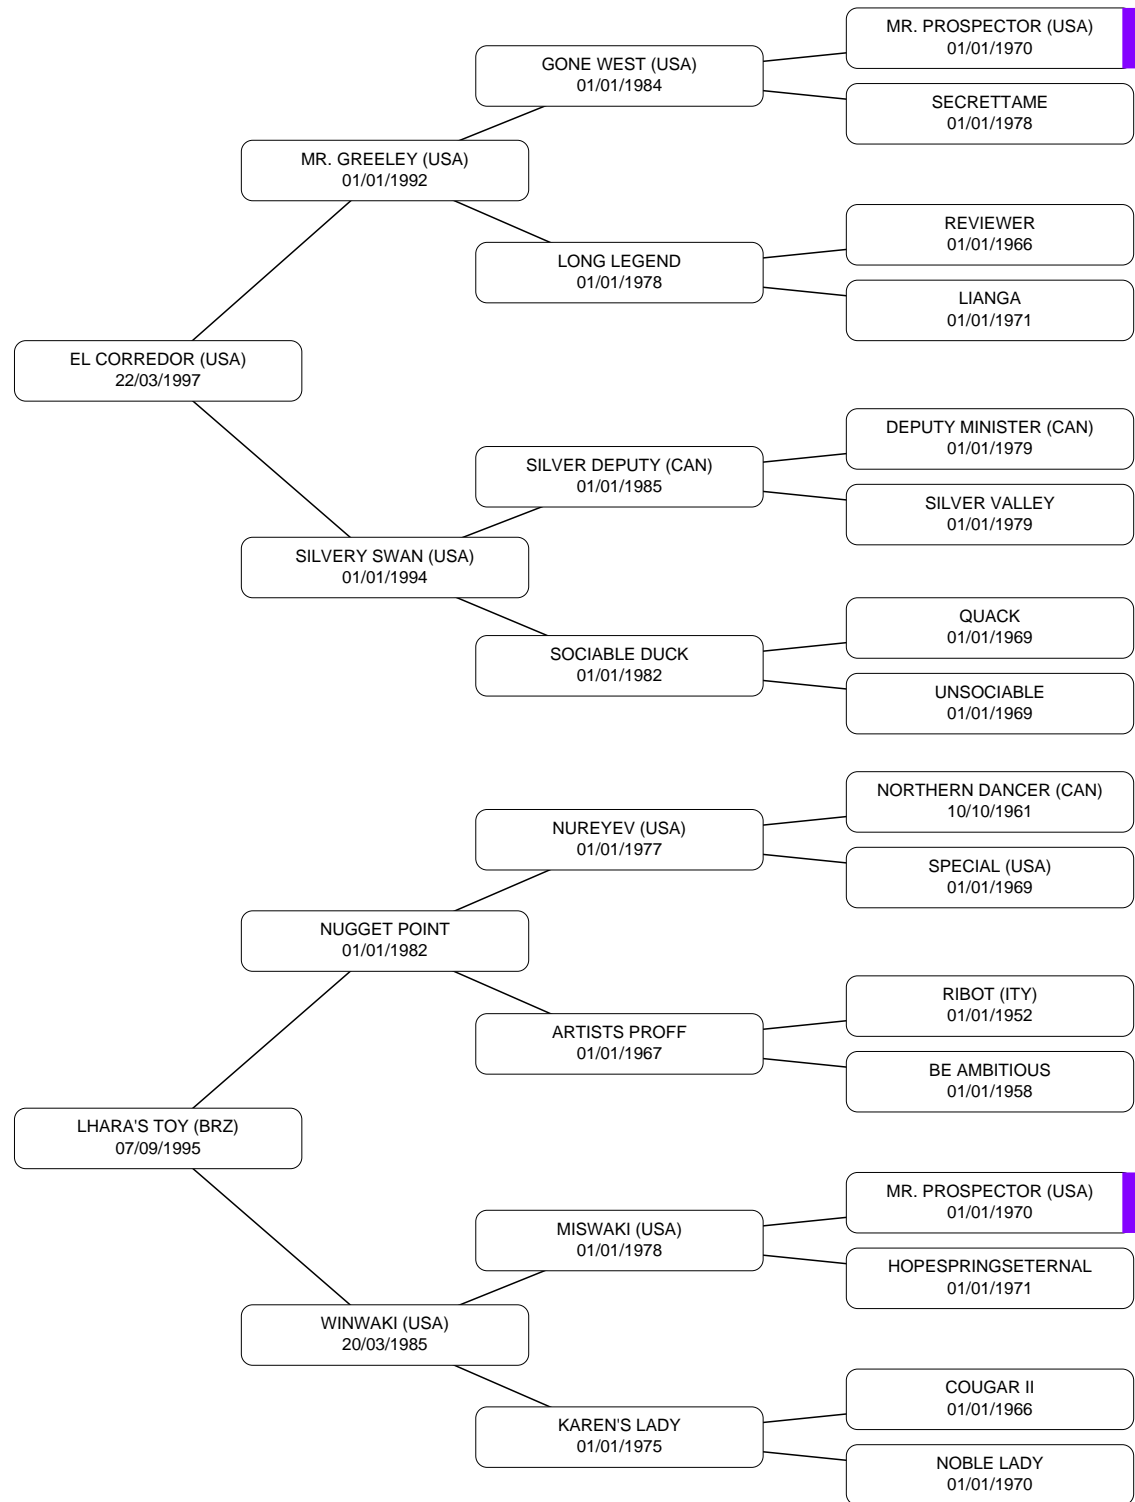 MR. PROSPECTOR (USA)
01/01/1970
GONE WEST (USA)
01/01/1984
SECRETTAME
01/01/1978
MR. GREELEY (USA)
01/01/1992
REVIEWER
01/01/1966
LONG LEGEND
01/01/1978
LIANGA
01/01/1971
EL CORREDOR (USA)
22/03/1997
DEPUTY MINISTER (CAN)
01/01/1979
SILVER DEPUTY (CAN)
01/01/1985
SILVER VALLEY
01/01/1979
SILVERY SWAN (USA)
01/01/1994
QUACK
01/01/1969
SOCIABLE DUCK
01/01/1982
UNSOCIABLE
01/01/1969
NORTHERN DANCER (CAN)
10/10/1961
NUREYEV (USA)
01/01/1977
SPECIAL (USA)
01/01/1969
NUGGET POINT
01/01/1982
RIBOT (ITY)
01/01/1952
ARTISTS PROFF
01/01/1967
BE AMBITIOUS
01/01/1958
LHARA'S TOY (BRZ)
07/09/1995
MR. PROSPECTOR (USA)
01/01/1970
MISWAKI (USA)
01/01/1978
HOPESPRINGSETERNAL
01/01/1971
WINWAKI (USA)
20/03/1985
COUGAR II
01/01/1966
KAREN'S LADY
01/01/1975
NOBLE LADY
01/01/1970